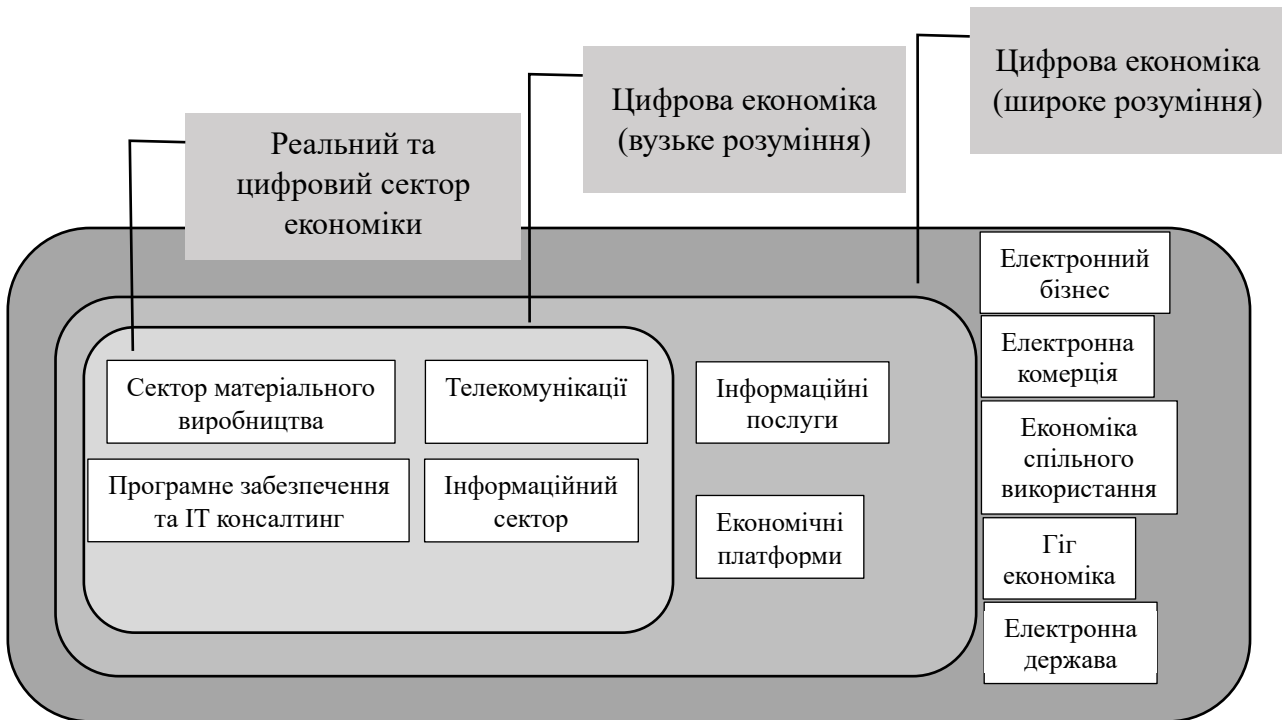 Реальний та
цифровий сектор
економіки
Цифрова економіка
(вузьке розуміння)
Цифрова економіка
(широке розуміння)
Сектор матеріального
виробництва
Телекомунікації
Програмне забезпечення
та ІТ консалтинг
Інформаційний
сектор
Інформаційні
послуги
Економічні
платформи
Електронний
бізнес
Електронна
комерція
Економіка
спільного
використання
Гіг
економіка
Електронна
держава